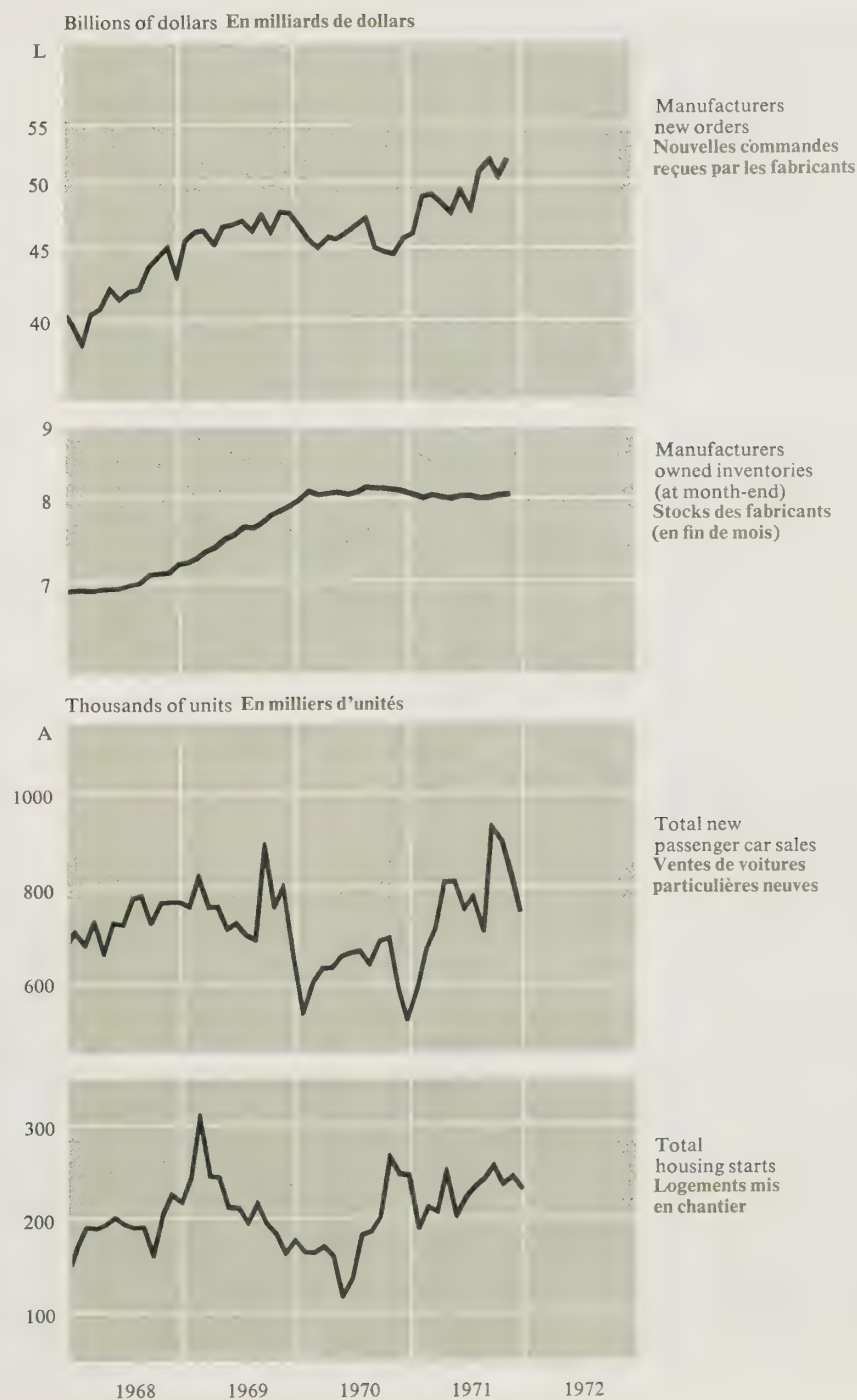 Billions of dollars En milliards de dollars
L
55
50
45
40
Manufacturers
new orders
Nouvelles commandes
reçues par les fabricants
9
8
7
Manufacturers
owned inventories
(at month-end)
Stocks des fabricants
(en fin de mois)
Thousands of units En milliers d'unités
A
1000
800
600
Total new
passenger car sales
Ventes de voitures
particulières neuves
300
200
100
Total
housing starts
Logements mis
en chantier
1968 1969 1970 1971 1972